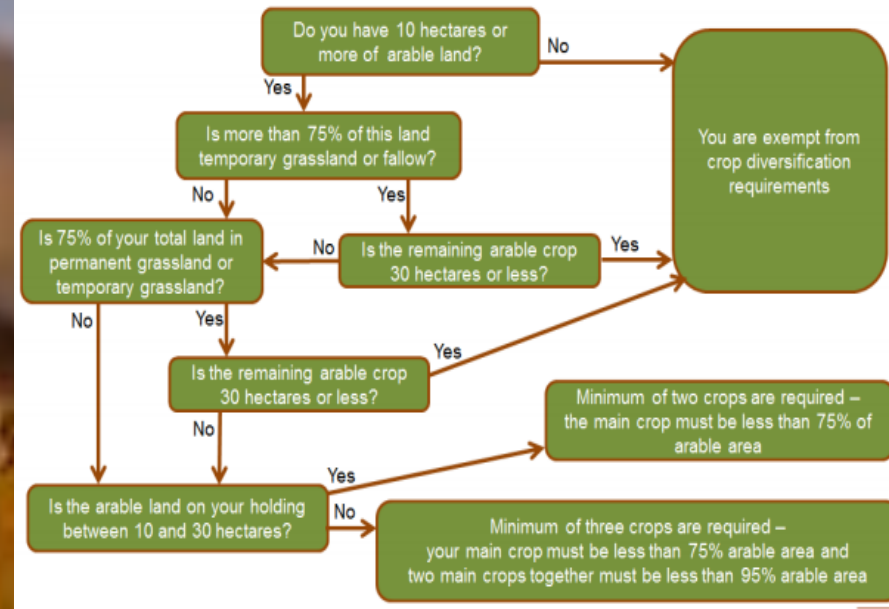 Do you have 10 hectares or
more of arable land?
No
Yes
Is more than 75% of this land
temporary grassland or fallow?
You are exempt from
crop diversification
requirements
No
Yes
Is 75% of your total land in
permanent grassland or
temporary grassland?
No
Is the remaining arable crop
30 hectares or less?
Yes
No
Yes
Is the remaining arable crop
30 hectares or less?
Yes
No
Minimum of two crops are required –
the main crop must be less than 75% of
arable area
Is the arable land on your holding
between 10 and 30 hectares?
Yes
No
Minimum of three crops are required –
your main crop must be less than 75% arable area and
two main crops together must be less than 95% arable area